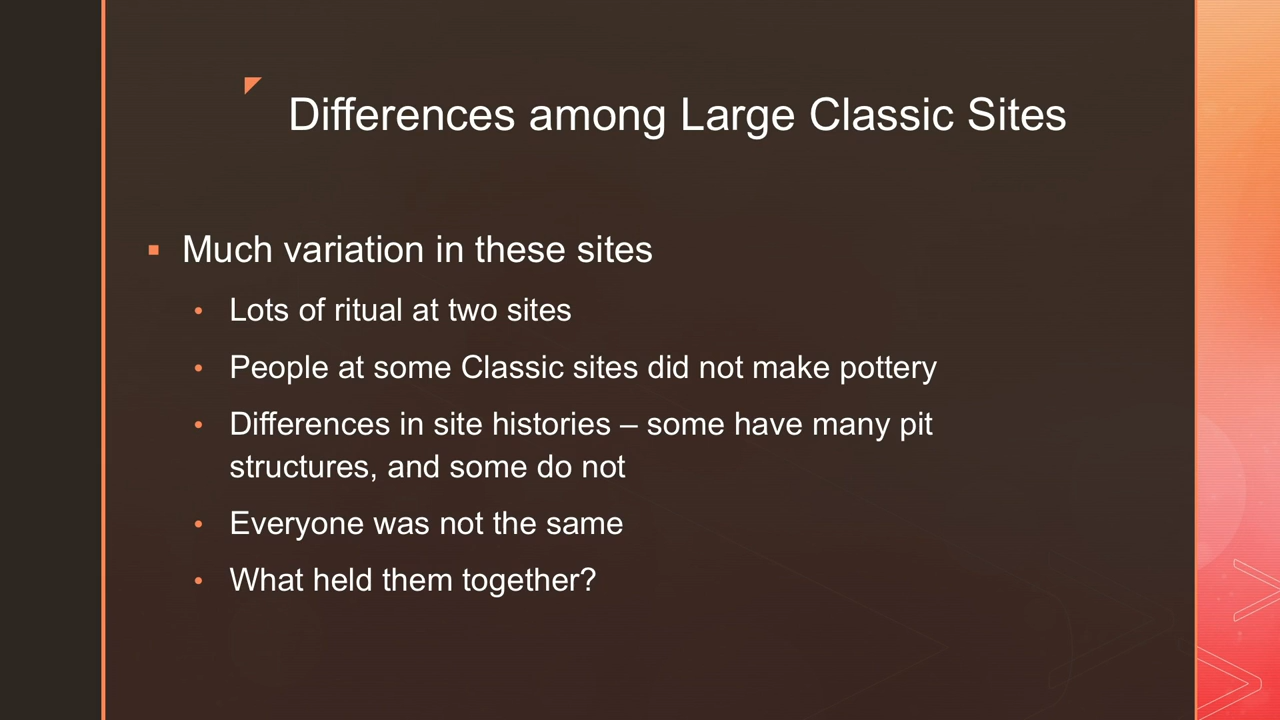 Differences among Large Classic Sites
▪ Much variation in these sites
• Lots of ritual at two sites
• People at some Classic sites did not make pottery
• Differences in site histories – some have many pit
structures, and some do not
• Everyone was not the same
• What held them together?